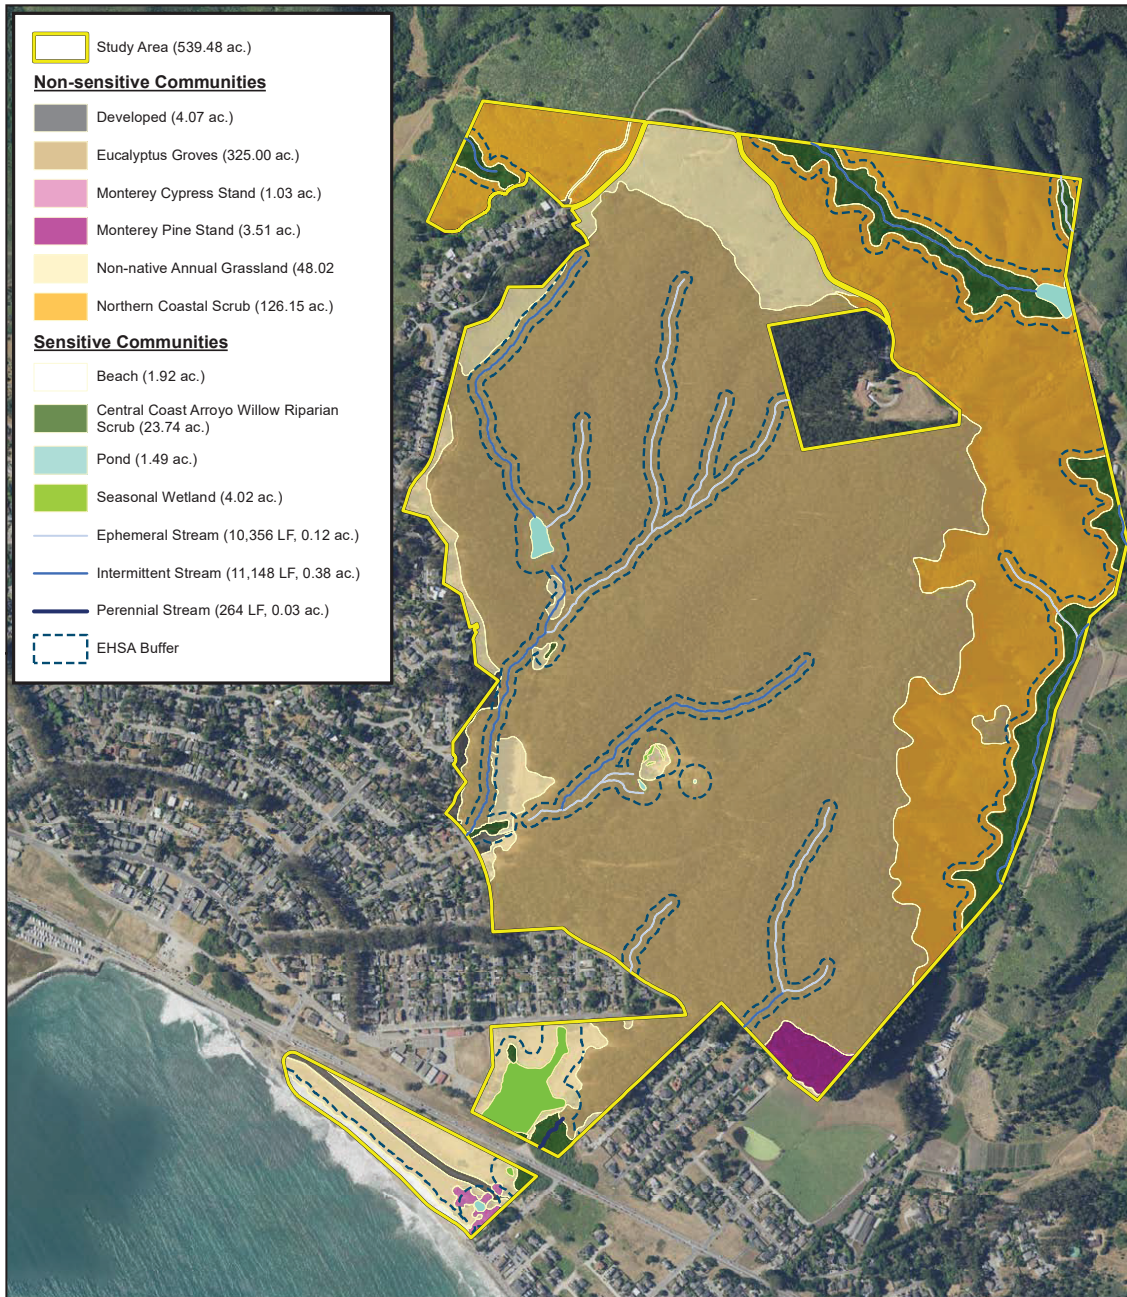 Study Area (539.48 ac.)
Non-sensitive Communities
Developed (4.07 ac.)
Eucalyptus Groves (325.00 ac.)
Monterey Cypress Stand (1.03 ac.)
Monterey Pine Stand (3.51 ac.)
Non-native Annual Grassland (48.02
Northern Coastal Scrub (126.15 ac.)
Sensitive Communities
Beach (1.92 ac.)
Central Coast Arroyo Willow Riparian
Scrub (23.74 ac.)
Pond (1.49 ac.)
Seasonal Wetland (4.02 ac.)
Ephemeral Stream (10,356 LF, 0.12 ac.)
Intermittent Stream (11,148 LF, 0.38 ac.)
Perennial Stream (264 LF, 0.03 ac.)
EHSA Buffer